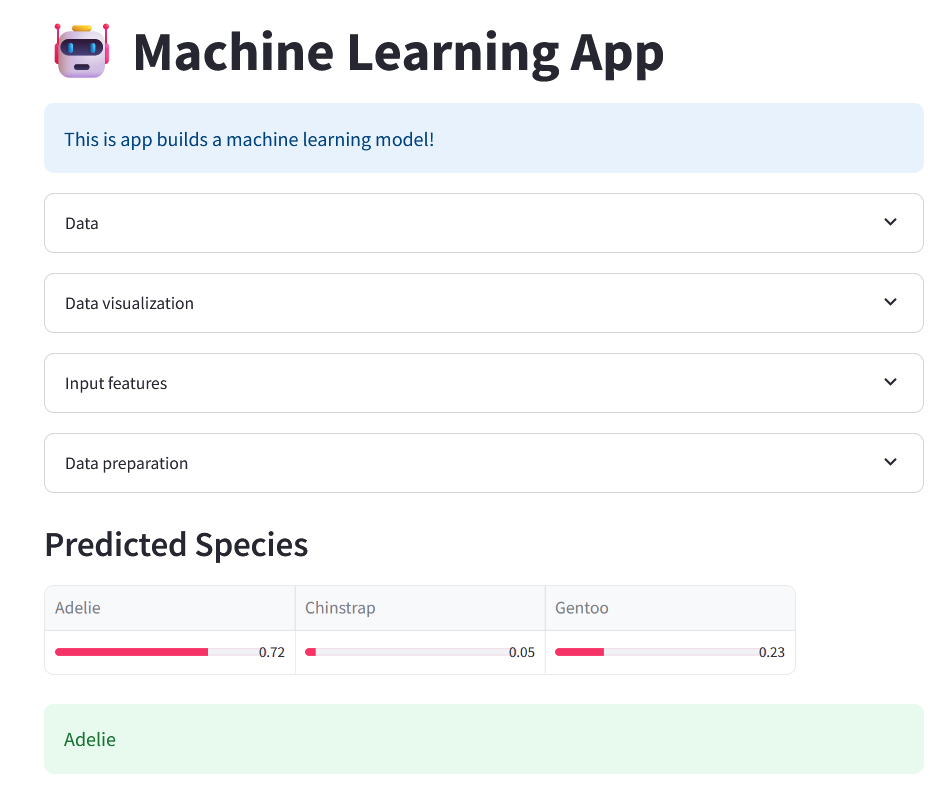 Machine Learning App
This is app builds a machine learning model!
Data
Data visualization
Input features
Data preparation
Predicted Species
Adelie Chinstrap Gentoo
0.72 0.05 0.23
Adelie